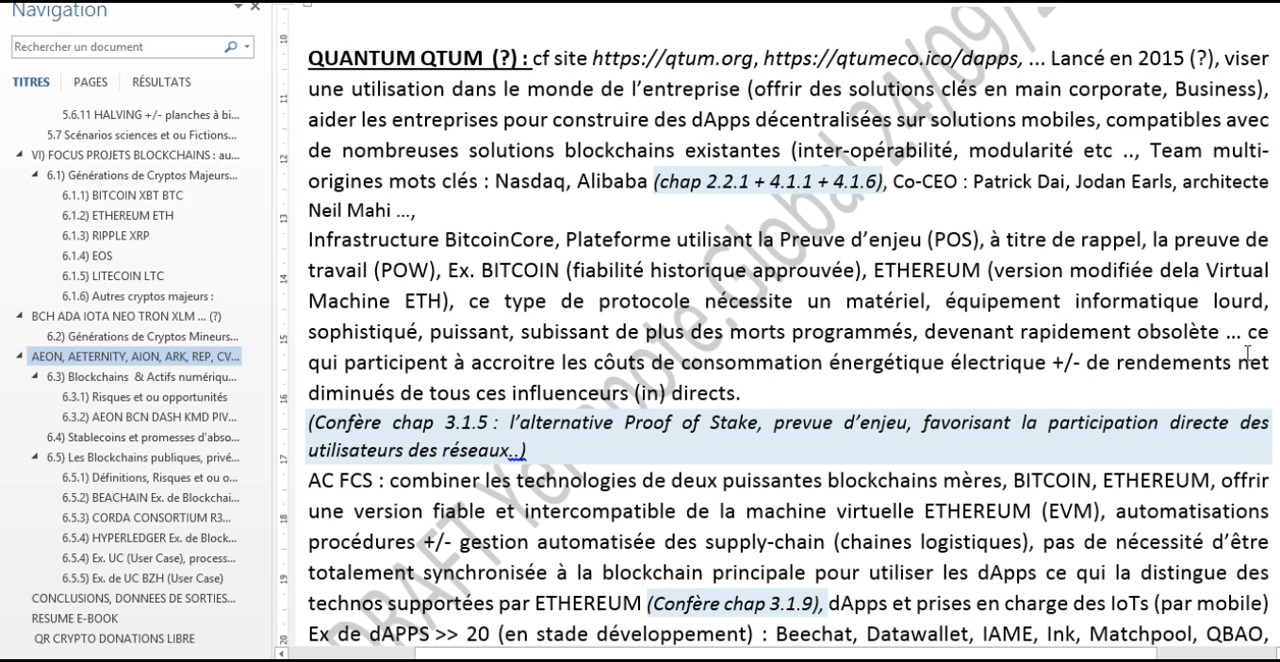 Navigation
Rechercher un document
TITRES PAGES RÉSULTATS
5.6.11 HALVING +/- planches à bi...
5.7 Scénarios sciences et ou Fictions...
VI) FOCUS PROJETS BLOCKCHAINS : au...
6.1) Générations de Cryptos Majeurs...
6.1.1) BITCOIN XBT BTC
6.1.2) ETHEREUM ETH
6.1.3) RIPPLE XRP
6.1.4) EOS
6.1.5) LITECOIN LTC
6.1.6) Autres cryptos majeurs :
BCH ADA IOTA NEO TRON XLM ... (?)
6.2) Générations de Cryptos Mineurs...
AEON, AETERNITY, AION, ARK, REP, CV...
6.3) Blockchains & Actifs numériqu...
6.3.1) Risques et ou opportunités
6.3.2) AEON BCN DASH KMD PIV...
6.4) Stablecoins et promesses d'abso...
6.5) Les Blockchains publiques, privé...
6.5.1) Définitions, Risques et ou o...
6.5.2) BEACHAIN Ex. de Blockchai...
6.5.3) CORDA CONSORTIUM R3...
6.5.4) HYPERLEDGER Ex. de Block...
6.5.4) Ex. UC (User Case), process...
6.5.5) Ex. de UC BZH (User Case)
CONCLUSIONS, DONNEES DE SORTIES...
RESUME E-BOOK
QR CRYPTO DONATIONS LIBRE
10
11
12
13
14
15
16
17
18
19
20
QUANTUM QTUM (?) : cf site https://qtum.org, https://qtumeco.ico/dapps, ... Lancé en 2015 (?), viser
une utilisation dans le monde de l'entreprise (offrir des solutions clés en main corporate, Business),
aider les entreprises pour construire des dApps décentralisées sur solutions mobiles, compatibles avec
de nombreuses solutions blockchains existantes (inter-opérabilité, modularité etc .., Team multi-
origines mots clés : Nasdaq, Alibaba (chap 2.2.1 + 4.1.1 + 4.1.6), Co-CEO : Patrick Dai, Jodan Earls, architecte
Neil Mahi ...,
Infrastructure BitcoinCore, Plateforme utilisant la Preuve d'enjeu (POS), à titre de rappel, la preuve de
travail (POW), Ex. BITCOIN (fiabilité historique approuvée), ETHEREUM (version modifiée dela Virtual
Machine ETH), ce type de protocole nécessite un matériel, équipement informatique lourd,
sophistiqué, puissant, subissant de plus des morts programmés, devenant rapidement obsolète ... ce
qui participent à accroitre les côuts de consommation énergétique électrique +/- de rendements net
diminués de tous ces influenceurs (in) directs.
(Confère chap 3.1.5 : l'alternative Proof of Stake, prevue d'enjeu, favorisant la participation directe des
utilisateurs des réseaux..)
AC FCS : combiner les technologies de deux puissantes blockchains mères, BITCOIN, ETHEREUM, offrir
une version fiable et intercompatible de la machine virtuelle ETHEREUM (EVM), automatisations
procédures +/- gestion automatisée des supply-chain (chaines logistiques), pas de nécessité d'être
totalement synchronisée à la blockchain principale pour utiliser les dApps ce qui la distingue des
technos supportées par ETHEREUM (Confère chap 3.1.9), dApps et prises en charge des IoTs (par mobile)
Ex de dAPPS >> 20 (en stade développement) : Beechat, Datawallet, IAME, Ink, Matchpool, QBAO,